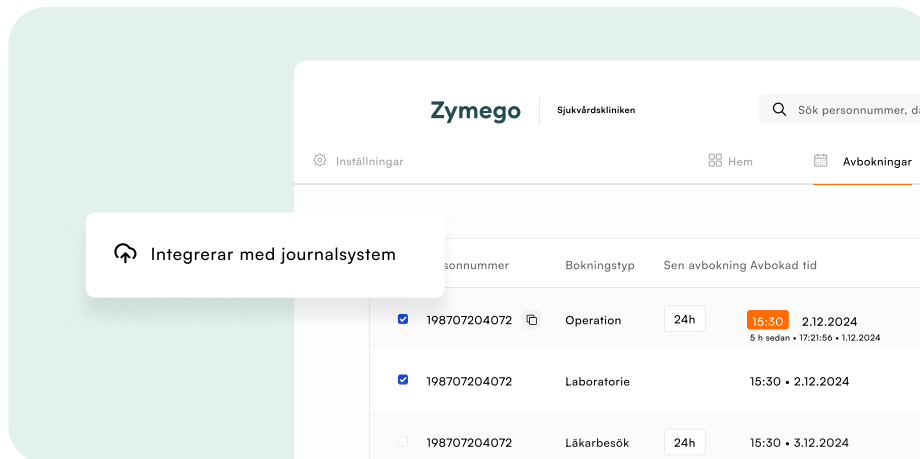 Zymego
Sjukvårdskliniken
Sök personnummer, da
Inställningar
Hem
Avbokningar
Integrerar med journalsystem
sonnummer Bokningstyp Sen avbokning Avbokad tid
198707204072 Operation 24h 15:30 2.12.2024
5 h sedan • 17:21:56 • 1.12.2024
198707204072 Laboratorie 15:30 • 2.12.2024
198707204072 Läkarbesök 24h 15:30 • 3.12.2024